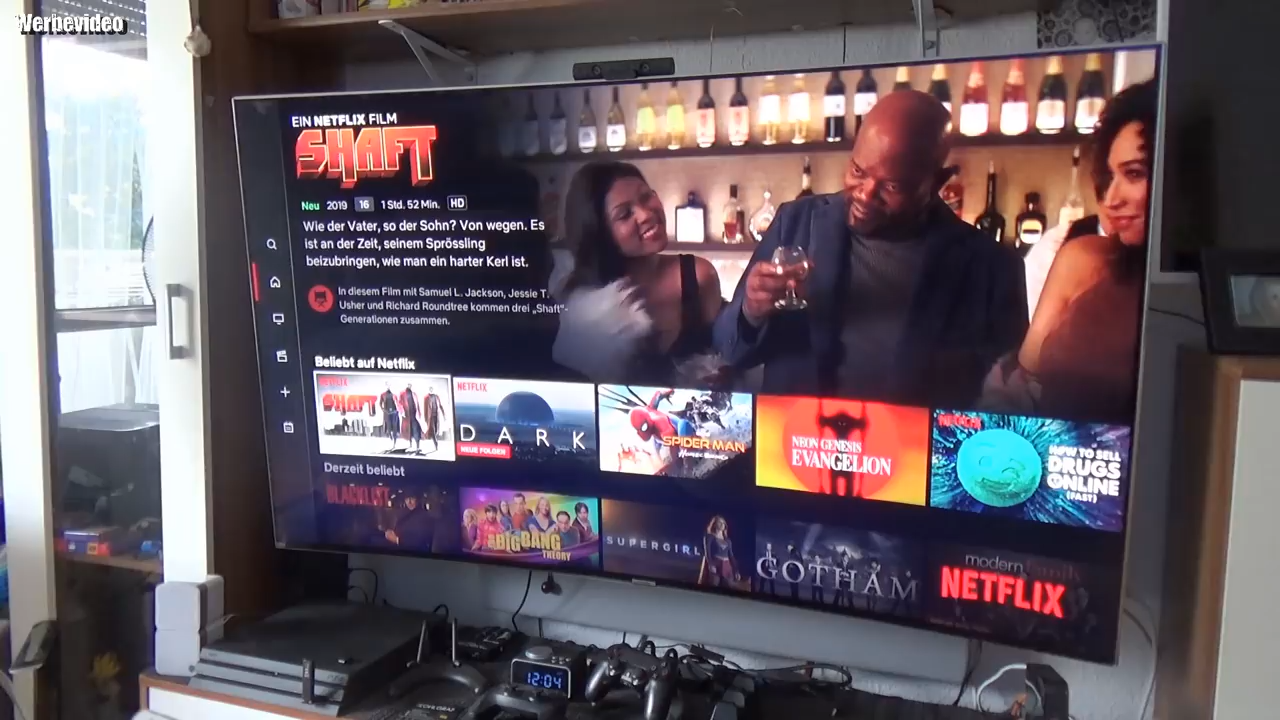 Werbevideo
EIN NETFLIX FILM
SHAFT
Neu 2019 16 1 Std. 52 Min. HD
Wie der Vater, so der Sohn? Von wegen. Es
ist an der Zeit, seinem Sprössling
beizubringen, wie man ein harter Kerl ist.
In diesem Film mit Samuel L. Jackson, Jessie T.
Usher und Richard Roundtree kommen drei „Shaft"-
Generationen zusammen.
Beliebt auf Netflix
NETFLIX
SHAFT
NETFLIX
DARK
NEUE FOLGEN
SPIDER-MAN
NEON GENESIS
EVANGELION
NETFLIX
HOW TO SELL
DRUGS
ONLINE
(FAST)
Derzeit beliebt
BLACKLIST
THE BIG BANG
THEORY
SUPERGIRL
GOTHAM
modern family
NETFLIX
12:04